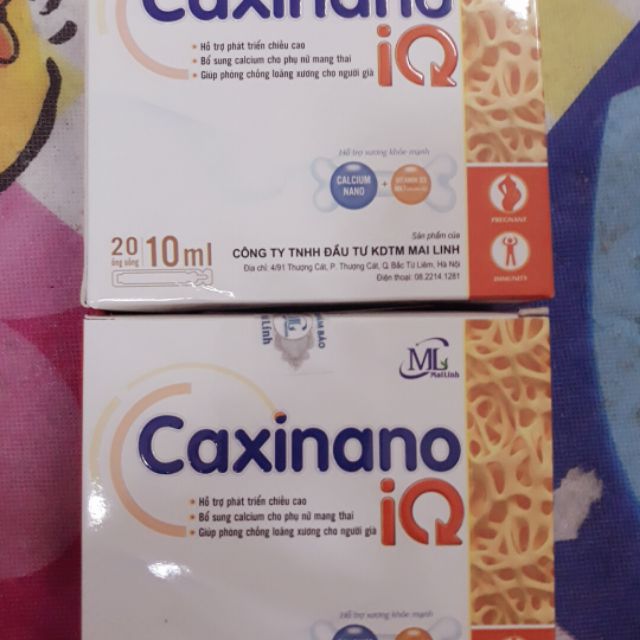 Caxinano
iQ
Hỗ trợ phát triển chiều cao
Bổ sung calcium cho phụ nữ mang thai
Giúp phòng chống loãng xương cho người già
Hỗ trợ xương khỏe mạnh
CALCIUM
NANO
+
PREGNANT
20
ống uống
10ml
Sản phẩm của
CÔNG TY TNHH ĐẦU TƯ KDTM MAI LINH
Địa chỉ: 4/91 Thượng Cát, P. Thượng Cát, Q. Bắc Từ Liêm, Hà Nội
Điện thoại: 08.2214.1281
IMMUNITY
ML
MaiLinh
Caxinano
iQ
Hỗ trợ phát triển chiều cao
Bổ sung calcium cho phụ nữ mang thai
Giúp phòng chống loãng xương cho người già
Hỗ trợ xương khỏe mạnh